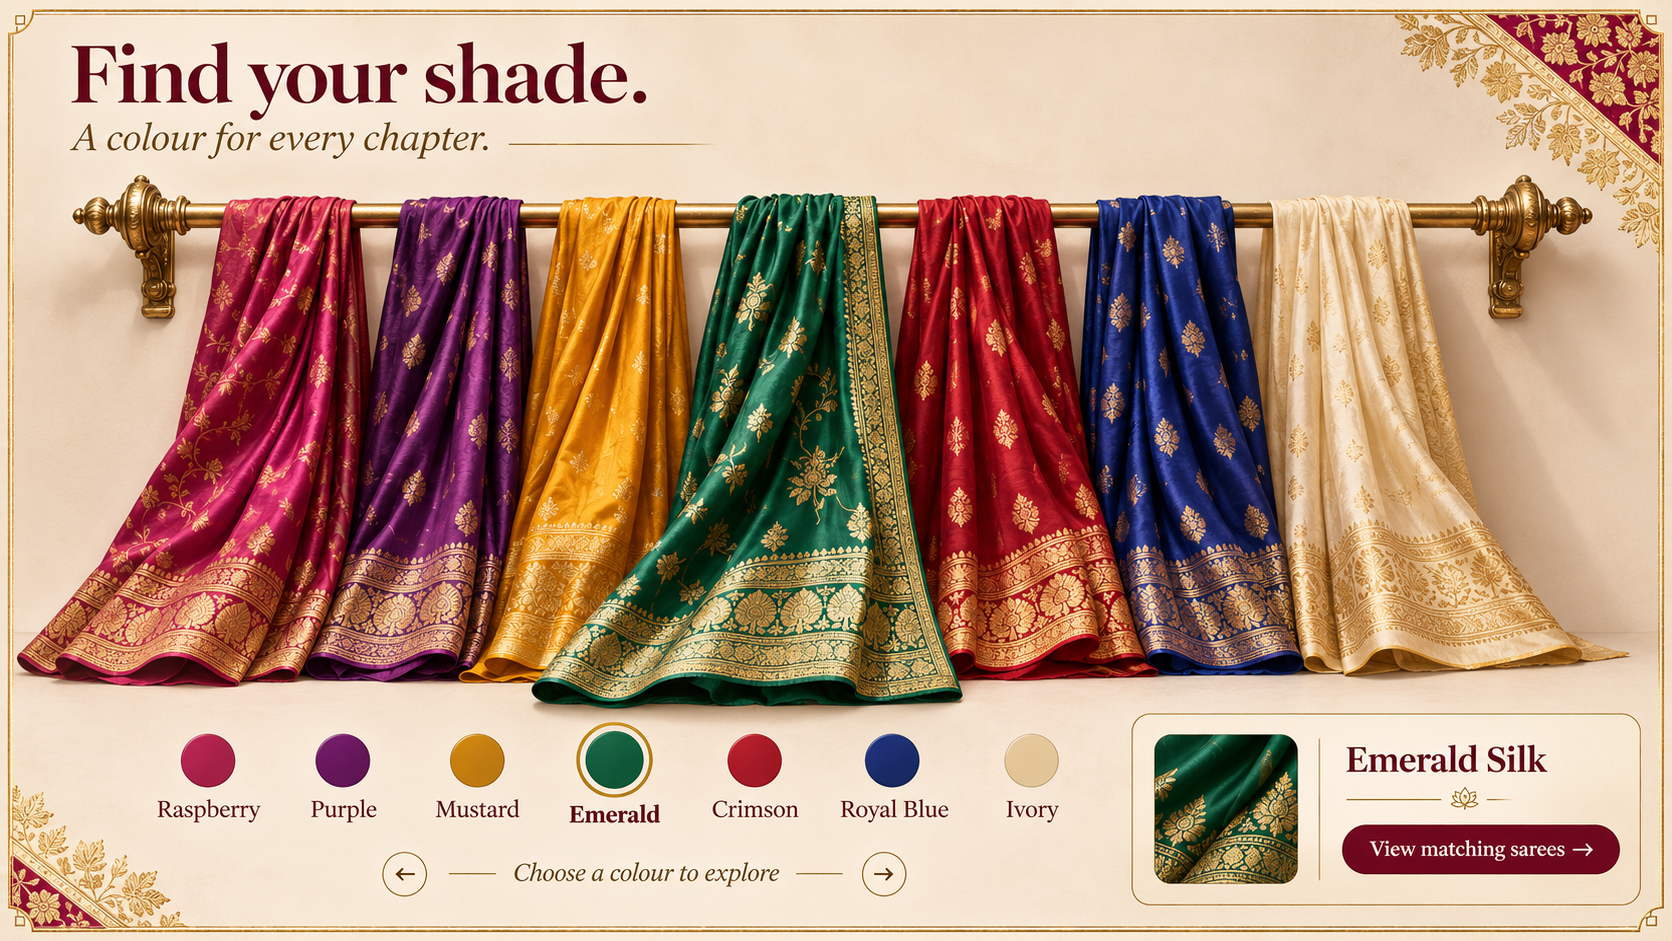 Find your shade.
A colour for every chapter.
Raspberry
Purple
Mustard
Emerald
Crimson
Royal Blue
Ivory
← Choose a colour to explore →
Emerald Silk
View matching sarees →